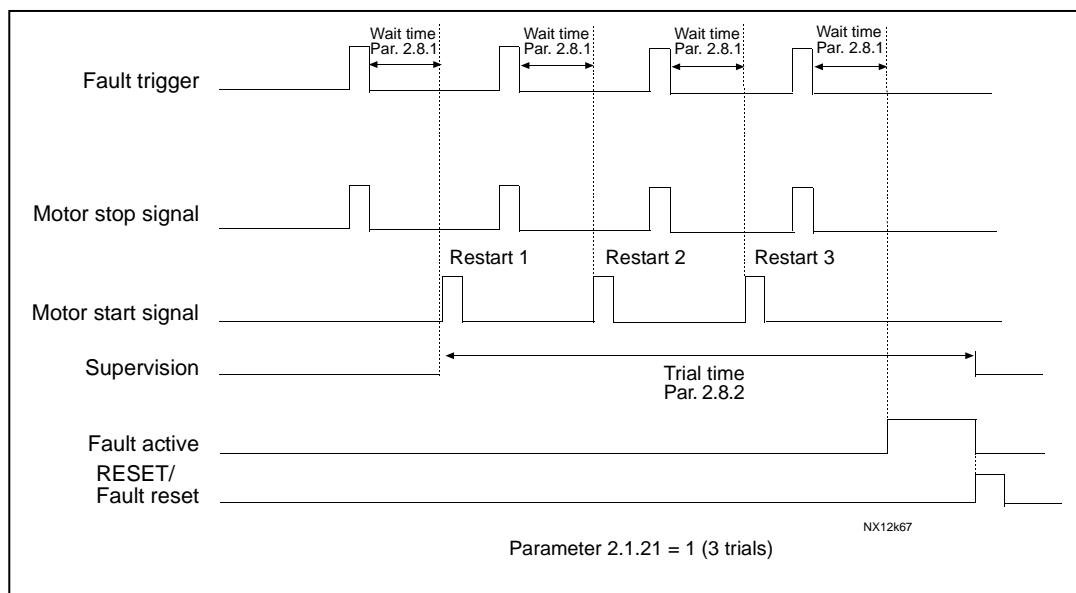 Wait time
Par. 2.8.1
Wait time
Par. 2.8.1
Wait time
Par. 2.8.1
Wait time
Par. 2.8.1
Fault trigger
Motor stop signal
Restart 1
Restart 2
Restart 3
Motor start signal
Supervision
Trial time
Par. 2.8.2
Fault active
RESET/
Fault reset
NX12k67
Parameter 2.1.21 = 1 (3 trials)